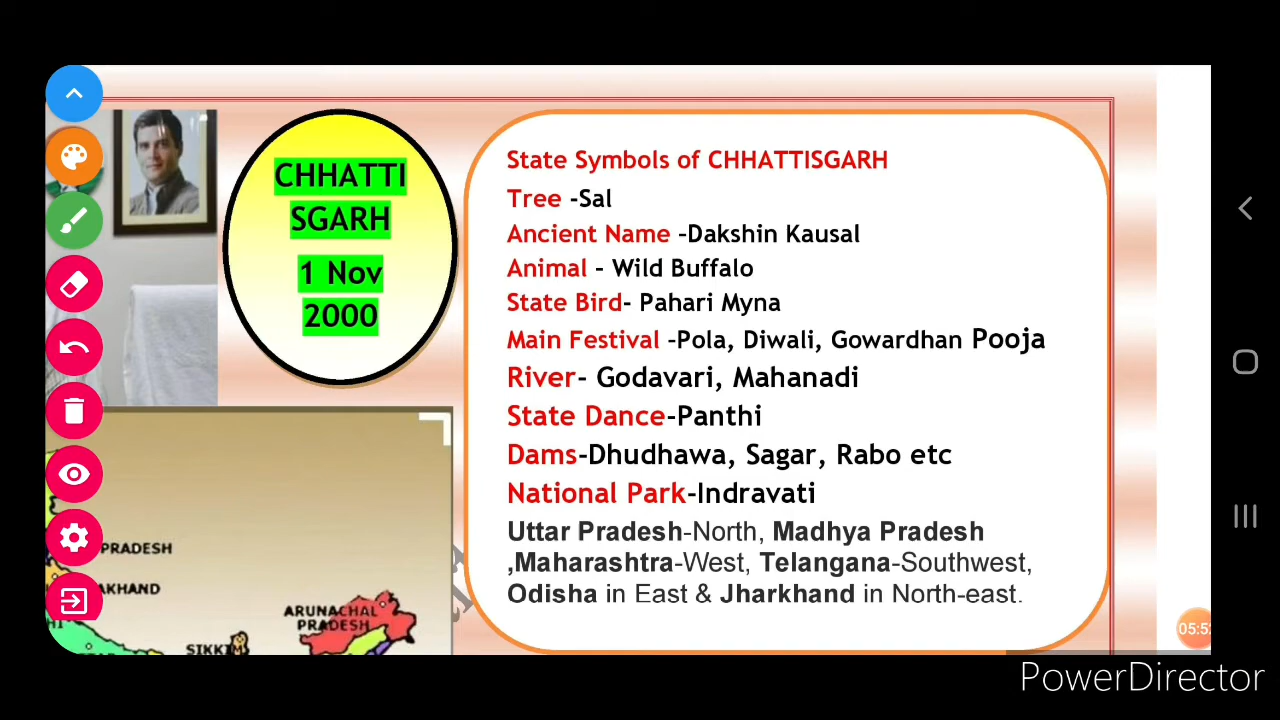 CHHATTI
SGARH
1 Nov
2000
State Symbols of CHHATTISGARH
Tree -Sal
Ancient Name -Dakshin Kausal
Animal - Wild Buffalo
State Bird- Pahari Myna
Main Festival -Pola, Diwali, Gowardhan Pooja
River- Godavari, Mahanadi
State Dance-Panthi
Dams-Dhudhawa, Sagar, Rabo etc
National Park-Indravati
Uttar Pradesh-North, Madhya Pradesh
,Maharashtra-West, Telangana-Southwest,
Odisha in East & Jharkhand in North-east.
PRADESH
AKHAND
ARUNACHAL
PRADESH
SIKKIM
05:52
PowerDirector